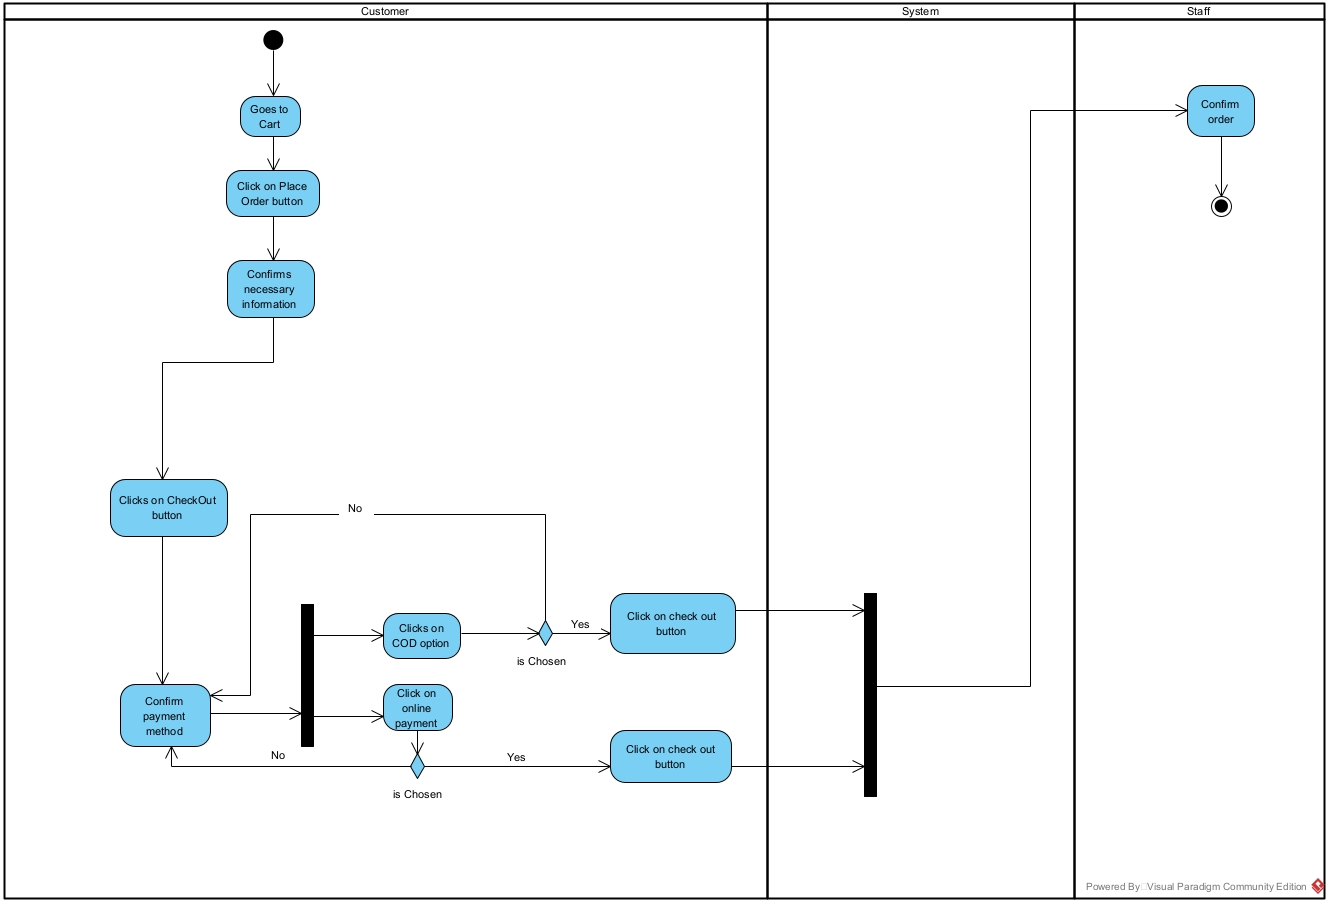 Customer
System
Staff
Goes to
Cart
Click on Place
Order button
Confirms
necessary
information
Confirm
order
Clicks on CheckOut
button
No
Clicks on
COD option
Yes
is Chosen
Click on check out
button
Confirm
payment
method
Click on
online
payment
No
Yes
is Chosen
Click on check out
button
Powered By Visual Paradigm Community Edition